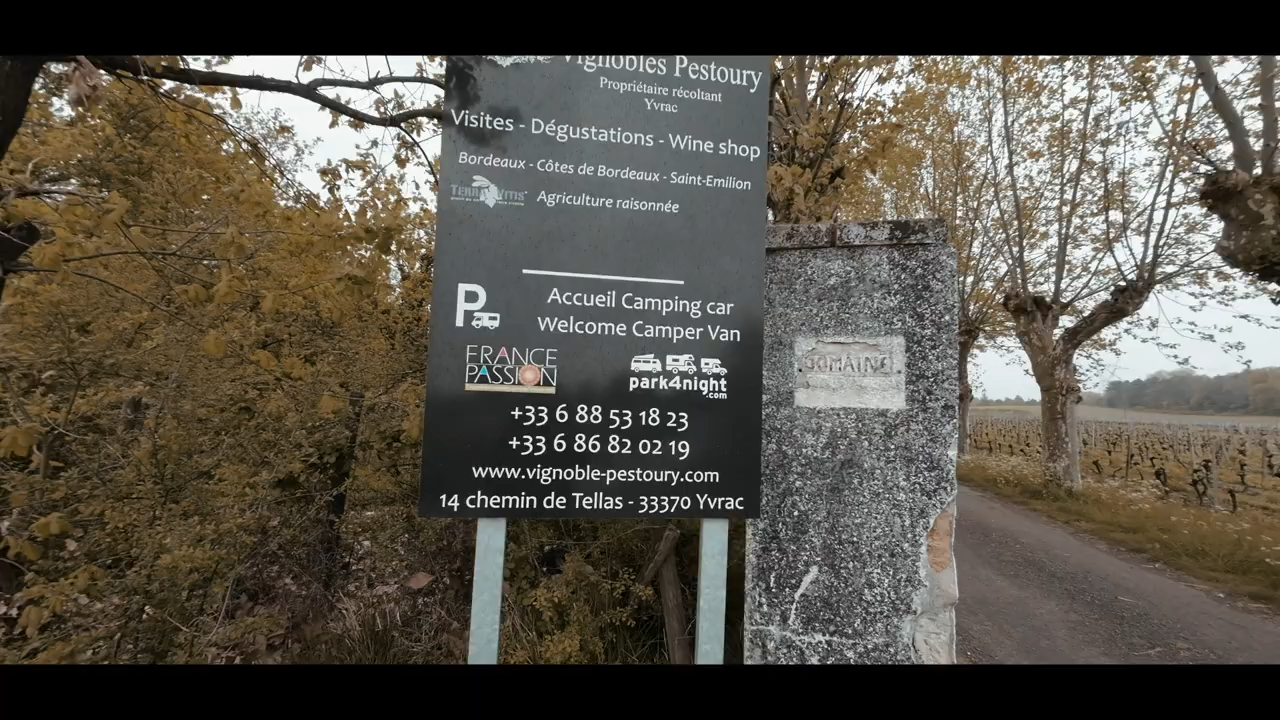 Vignobles Pestoury
Propriétaire récoltant
Yvrac
Visites - Dégustations - Wine shop
Bordeaux - Côtes de Bordeaux - Saint-Emilion
TERRA VITIS
Agriculture raisonnée
P
Accueil Camping car
Welcome Camper Van
FRANCE
PASSION
park4night
.com
+33 6 88 53 18 23
+33 6 86 82 02 19
www.vignoble-pestoury.com
14 chemin de Tellas - 33370 Yvrac
DOMAINE